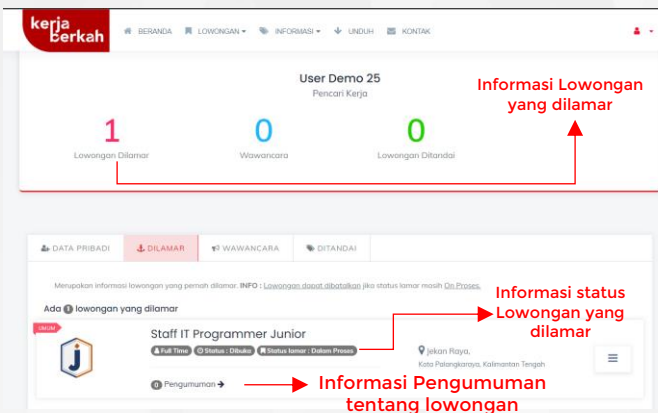 kerja
berkah
BERANDA LOWONGAN INFORMASI UNDUH KONTAK
User Demo 25
Pencari Kerja
Informasi Lowongan
yang dilamar
1 0 0
Lowongan Dilamar Wawancara Lowongan Ditandai
DATA PRIBADI DILAMAR WAWANCARA DITANDAI
Merupakan informasi lowongan yang pernah dilamar. INFO : Lowongan dapat dibatalkan jika status lamar masih On Proses.
Ada 1 lowongan yang dilamar
Informasi status
Lowongan yang
dilamar
UMUM
Staff IT Programmer Junior
Full Time Status : Dibuka Status lamar : Dalam Proses
jekan Raya,
Kota Palangkaraya, Kalimantan Tengah
0 Pengumuman
Informasi Pengumuman
tentang lowongan